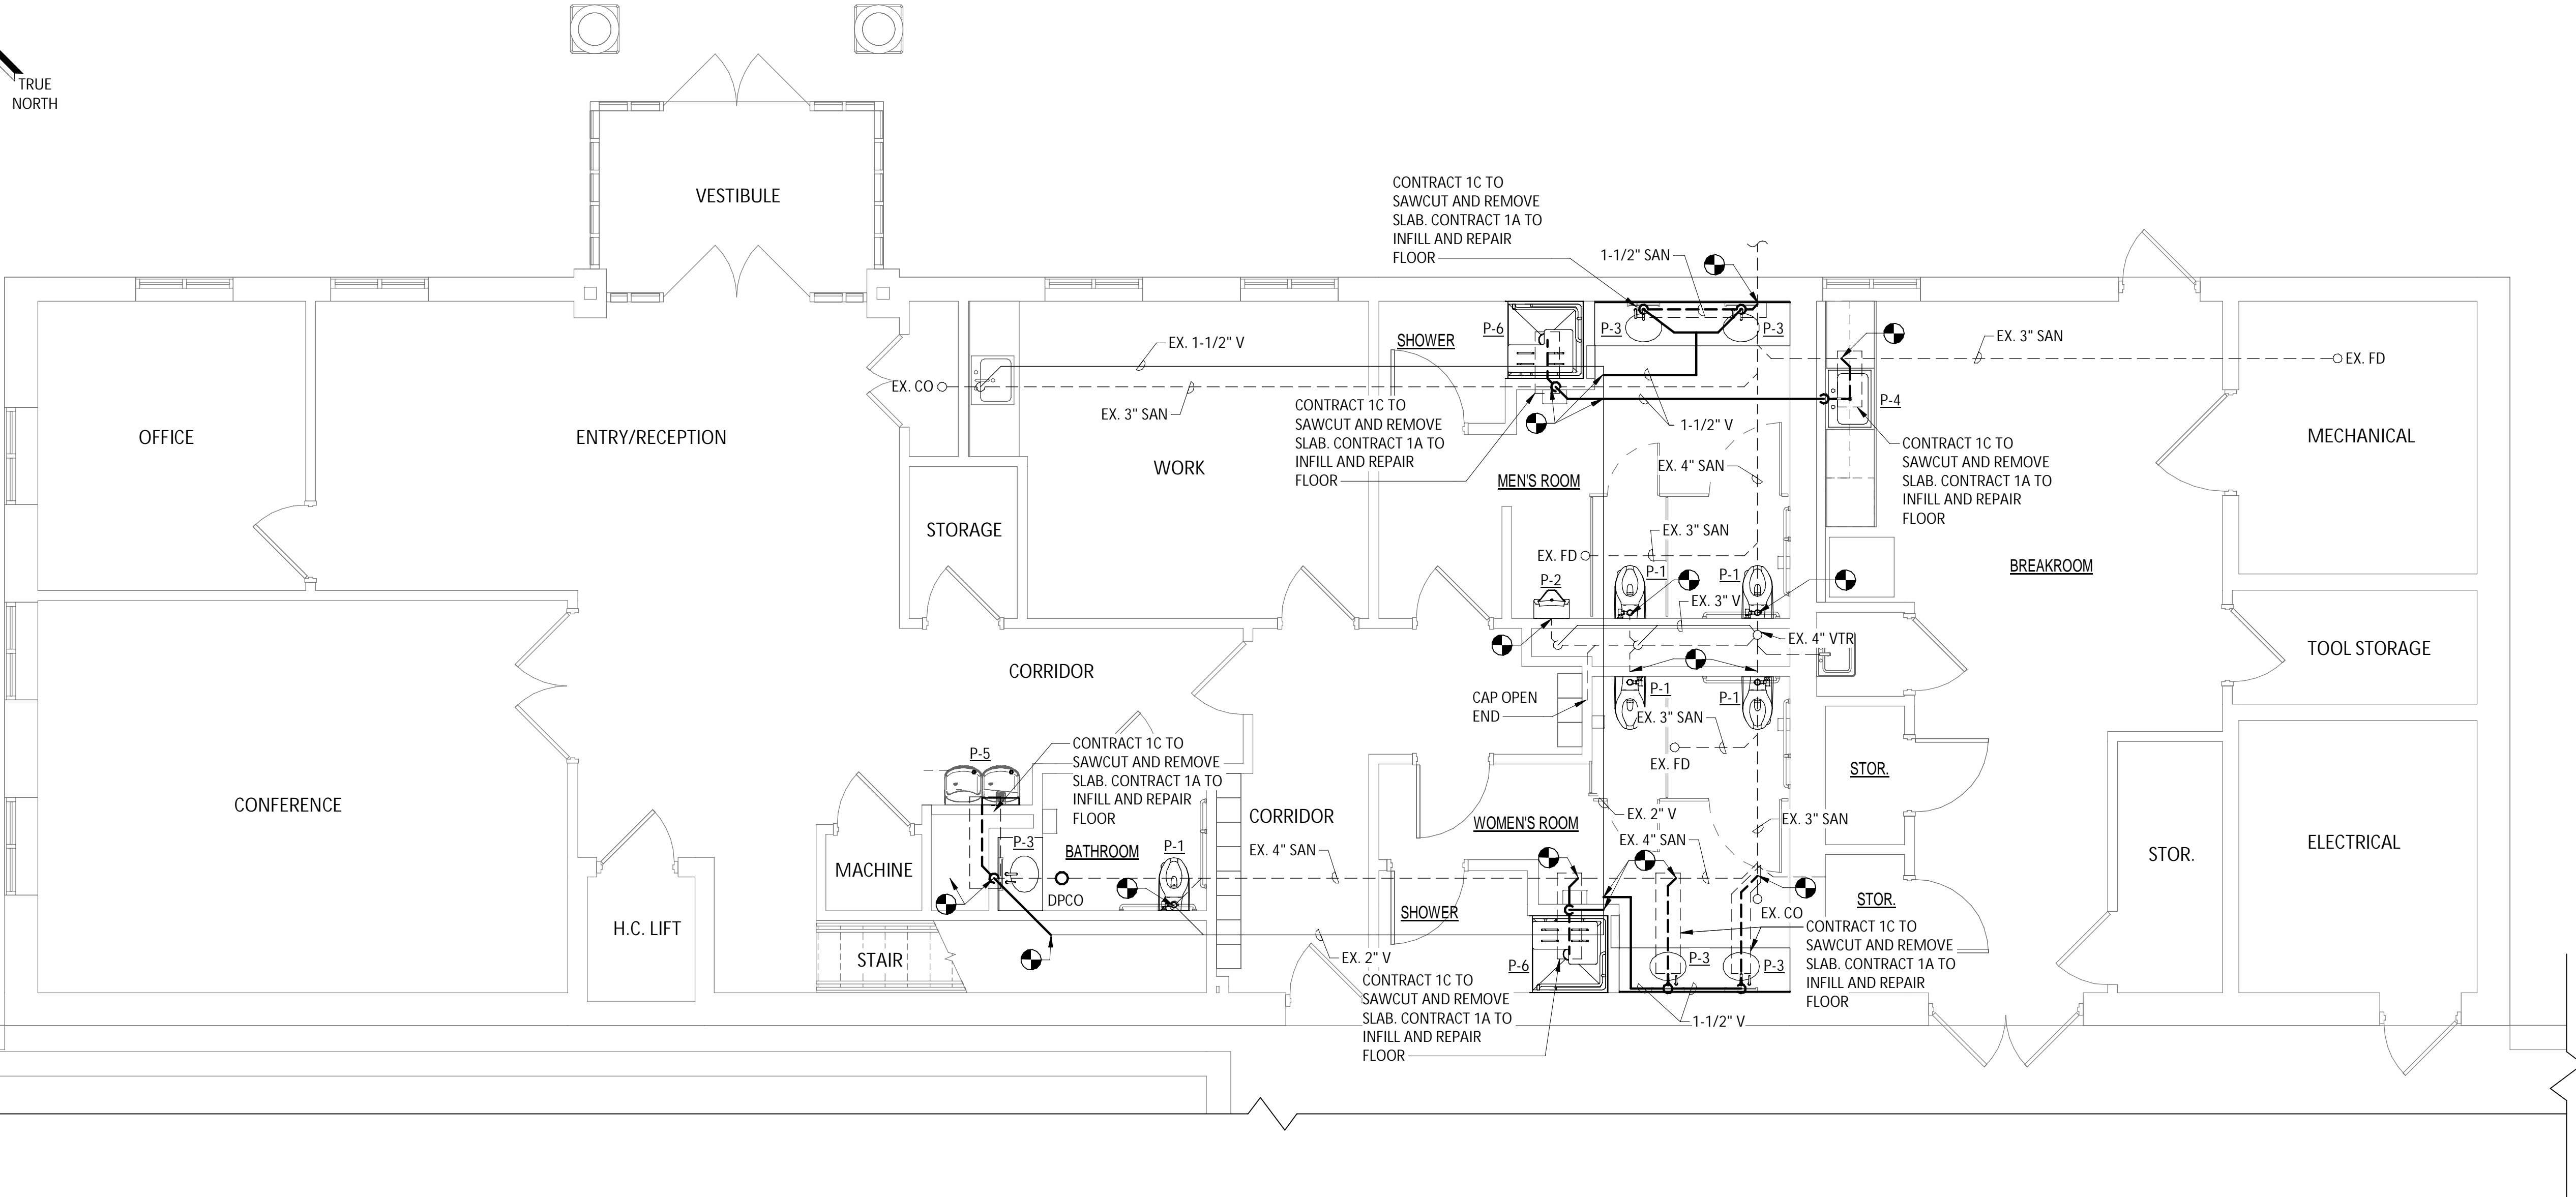 TRUE
NORTH
VESTIBULE
CONTRACT 1C TO
SAWCUT AND REMOVE
SLAB. CONTRACT 1A TO
INFILL AND REPAIR
FLOOR
1-1/2" SAN
P-6
P-3
P-3
SHOWER
EX. 1-1/2" V
EX. 3" SAN
EX. FD
EX. CO
EX. 3" SAN
P-4
CONTRACT 1C TO
SAWCUT AND REMOVE
SLAB. CONTRACT 1A TO
INFILL AND REPAIR
FLOOR
1-1/2" V
OFFICE
ENTRY/RECEPTION
WORK
MECHANICAL
CONTRACT 1C TO
SAWCUT AND REMOVE
SLAB. CONTRACT 1A TO
INFILL AND REPAIR
FLOOR
EX. 4" SAN
MEN'S ROOM
STORAGE
EX. 3" SAN
EX. FD
BREAKROOM
P-2
P-1
P-1
EX. 3" V
EX. 4" VTR
TOOL STORAGE
CORRIDOR
CAP OPEN
END
P-1
P-1
EX. 3" SAN
EX. FD
P-5
CONTRACT 1C TO
SAWCUT AND REMOVE
SLAB. CONTRACT 1A TO
INFILL AND REPAIR
FLOOR
STOR.
CONFERENCE
CORRIDOR
WOMEN'S ROOM
EX. 2" V
EX. 3" SAN
EX. 4" SAN
P-3
BATHROOM
P-1
EX. 4" SAN
MACHINE
STOR.
ELECTRICAL
DPCO
SHOWER
STOR.
EX. CO
H.C. LIFT
STAIR
EX. 2" V
P-6
P-3
P-3
CONTRACT 1C TO
SAWCUT AND REMOVE
SLAB. CONTRACT 1A TO
INFILL AND REPAIR
FLOOR
CONTRACT 1C TO
SAWCUT AND REMOVE
SLAB. CONTRACT 1A TO
INFILL AND REPAIR
FLOOR
1-1/2" V